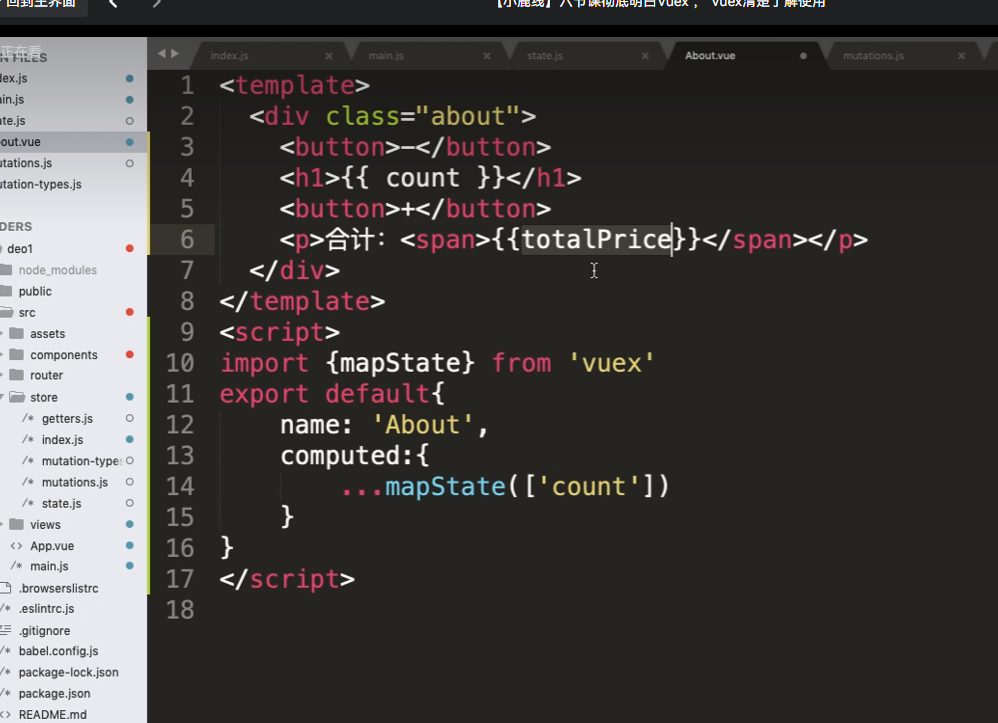 回到主界面
【小鹿线】六节课彻底明白Vuex， vuex清楚了解使用
正在看
N FILES
dex.js
ain.js
ate.js
out.vue
utations.js
utation-types.js
DERS
deo1
node_modules
public
src
assets
components
router
store
/* getters.js
/* index.js
/* mutation-types
/* mutations.js
/* state.js
views
<> App.vue
/* main.js
.browserslistrc
/* .eslintrc.js
.gitignore
/* babel.config.js
/* package-lock.json
/* package.json
<> README.md
index.js × main.js × state.js × About.vue ● mutations.js ×
1 <template>
2 <div class="about">
3 <button>−</button>
4 <h1>{{ count }}</h1>
5 <button>+</button>
6 <p>合计：<span>{{totalPrice}}</span></p>
7 </div>
8 </template>
9 <script>
10 import {mapState} from 'vuex'
11 export default{
12 name: 'About',
13 computed:{
14 ...mapState(['count'])
15 }
16 }
17 </script>
18